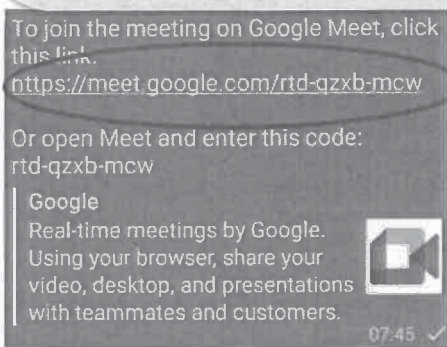 To join the meeting on Google Meet, click
this link:
https://meet.google.com/rtd-qzxb-mcw
Or open Meet and enter this code:
rtd-qzxb-mcw
Google
Real-time meetings by Google.
Using your browser, share your
video, desktop, and presentations
with teammates and customers.
07:45